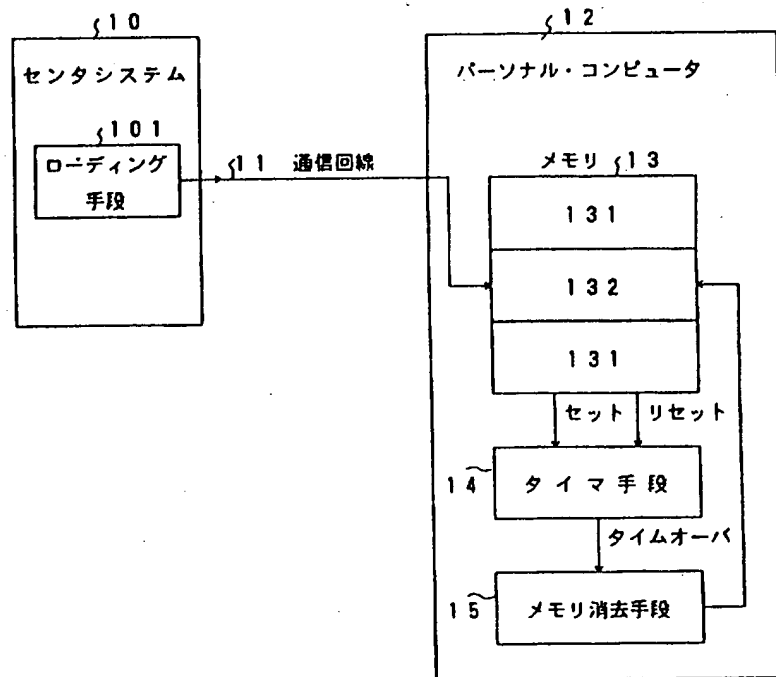 10
センタシステム
101
ローディング
手段
11 通信回線
12
パーソナル・コンピュータ
メモリ 13
131
132
131
セット リセット
14 タイマ手段
タイムオーバ
15 メモリ消去手段